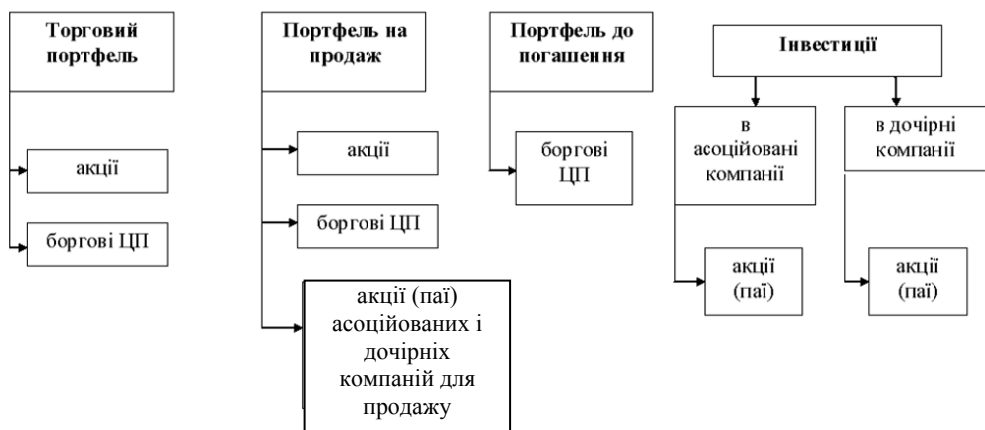 Торговий
портфель
акції
боргові ЦП
Портфель на
продаж
акції
боргові ЦП
акції (паї)
асоційованих і
дочірніх
компаній для
продажу
Портфель до
погашення
боргові
ЦП
Інвестиції
в
асоційовані
компанії
акції
(паї)
в дочірні
компанії
акції
(паї)